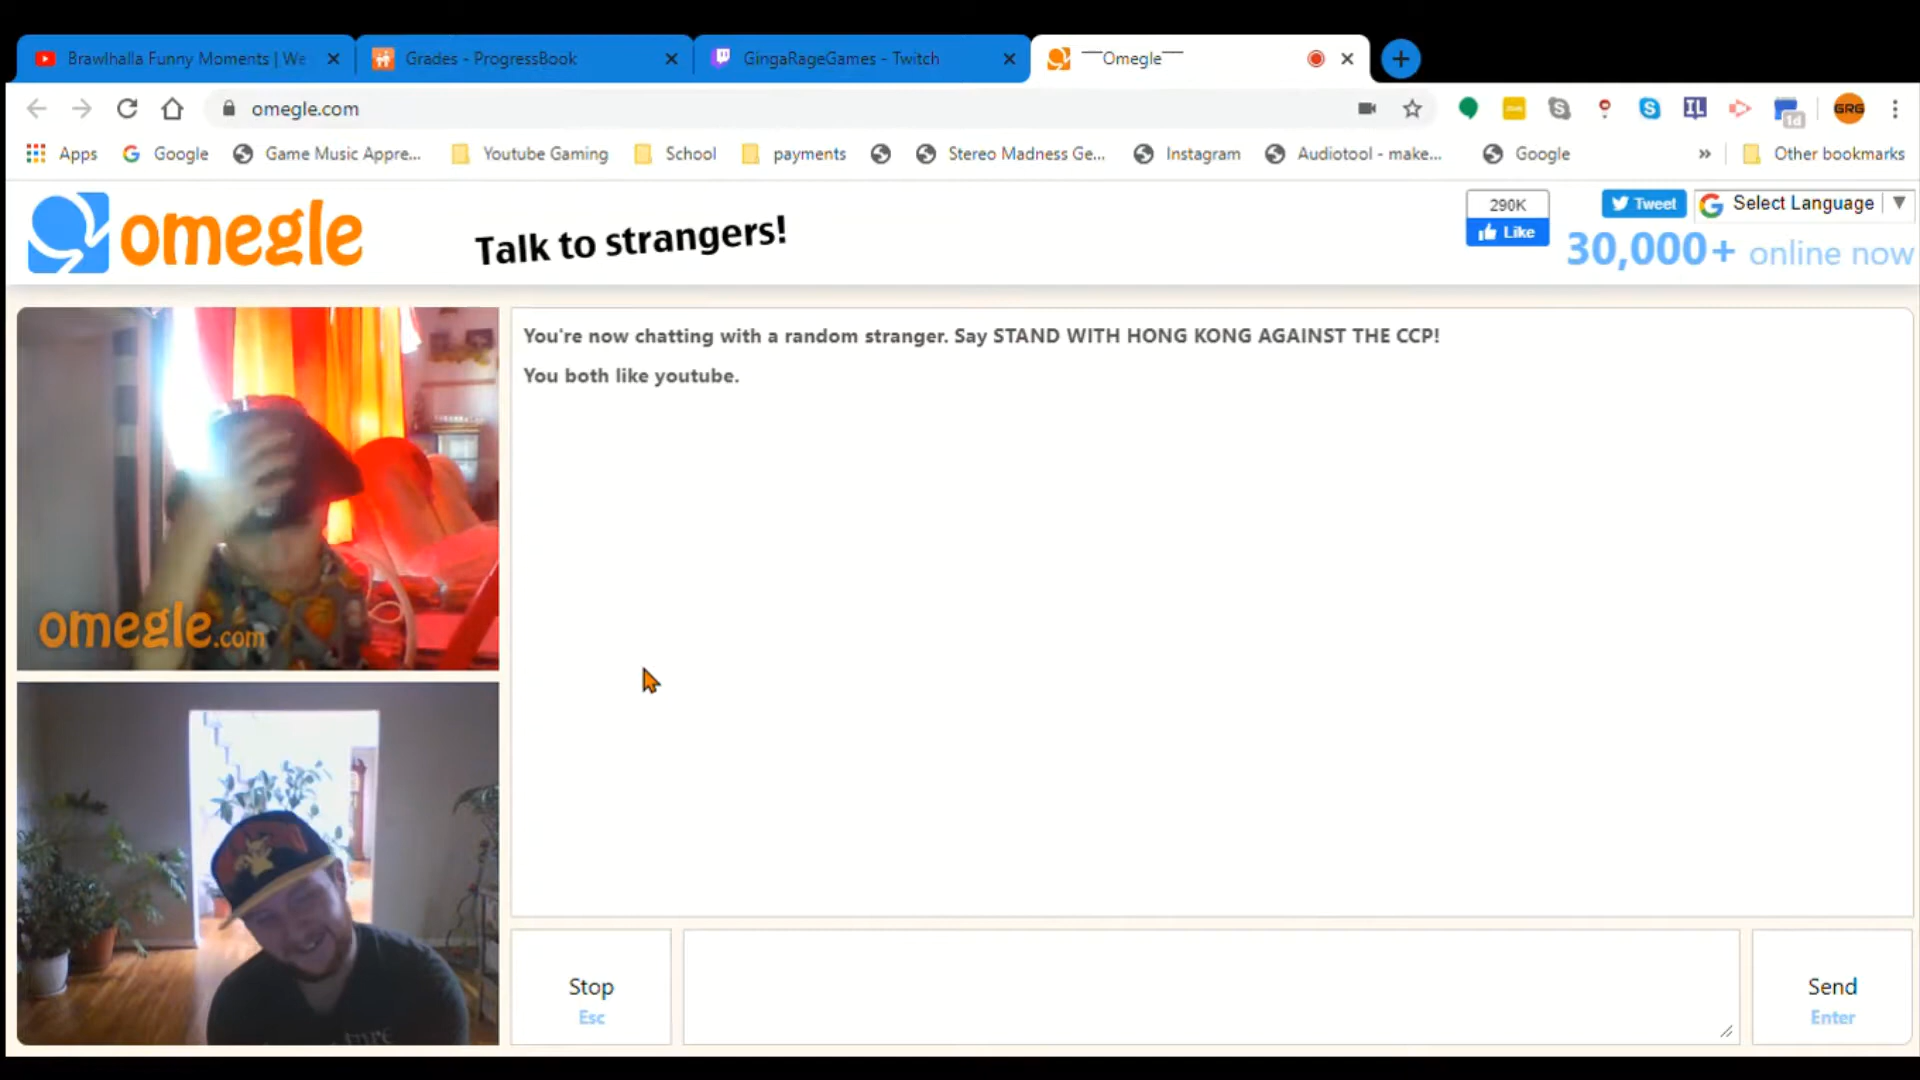 Brawlhalla Funny Moments | We
Grades - ProgressBook
GingaRageGames - Twitch
Omegle
omegle.com
IL
1d
GRG
Apps
Google
Game Music Appre...
Youtube Gaming
School
payments
Stereo Madness Ge...
Instagram
Audiotool - make...
Google
»
Other bookmarks
omegle
Talk to strangers!
290K
Like
Tweet
G Select Language
30,000+ online now
You're now chatting with a random stranger. Say STAND WITH HONG KONG AGAINST THE CCP!
You both like youtube.
omegle.com
Stop
Esc
Send
Enter